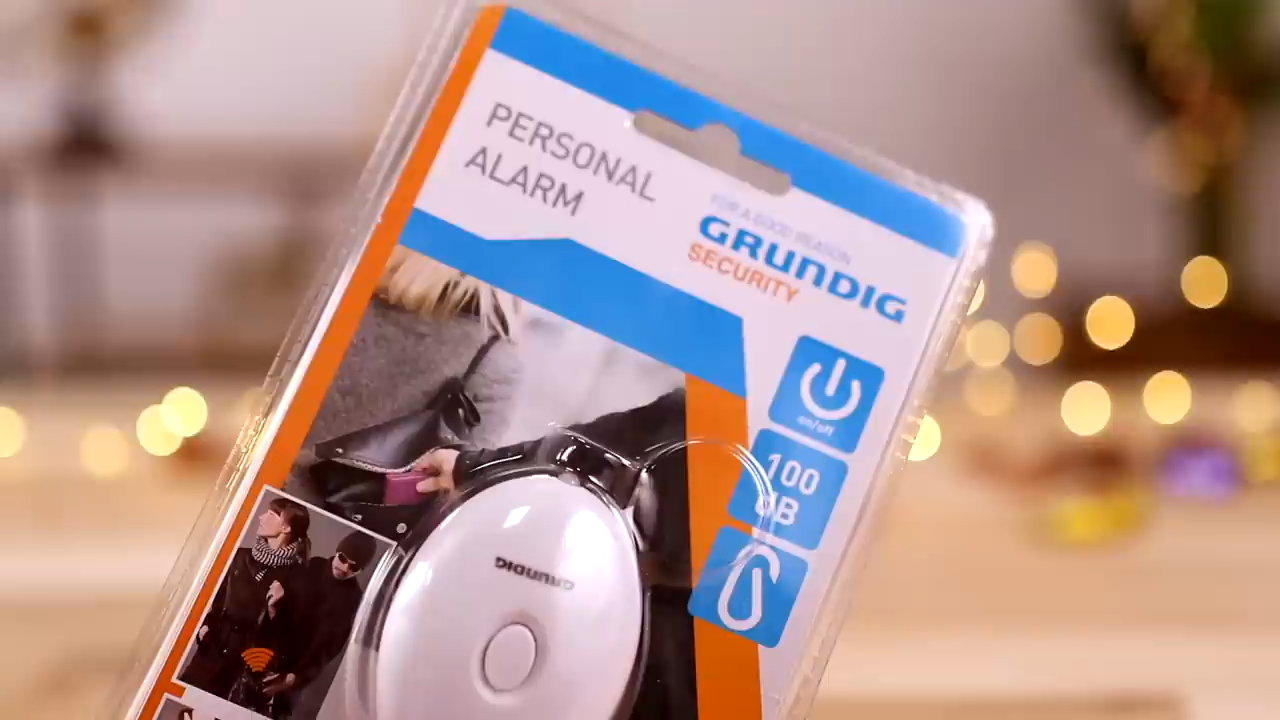 PERSONAL
ALARM
FOR A GOOD REASON
GRUNDIG
SECURITY
on/off
100
dB
GRUNDIG